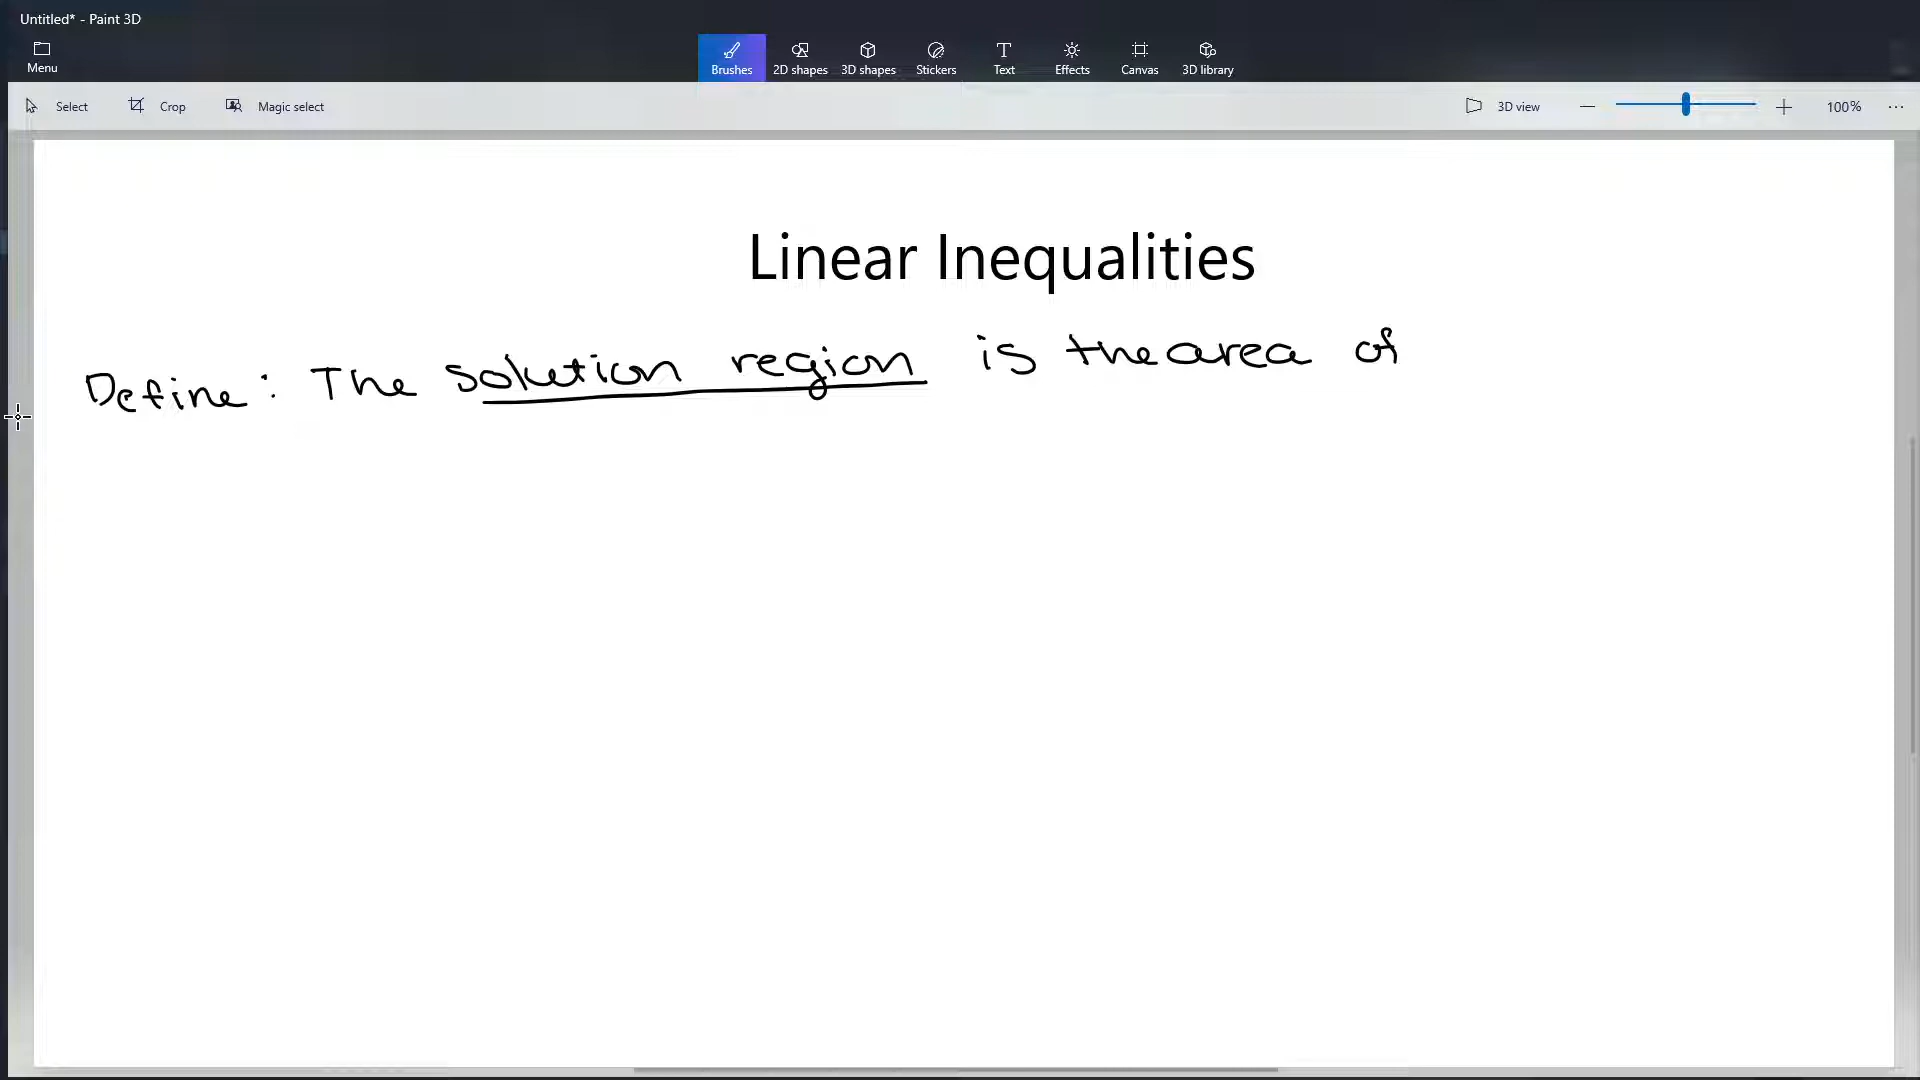 Untitled* - Paint 3D
Menu
Brushes 2D shapes 3D shapes Stickers Text Effects Canvas 3D library
Select Crop Magic select 3D view 100%
Linear Inequalities
Define: The solution region is the area of